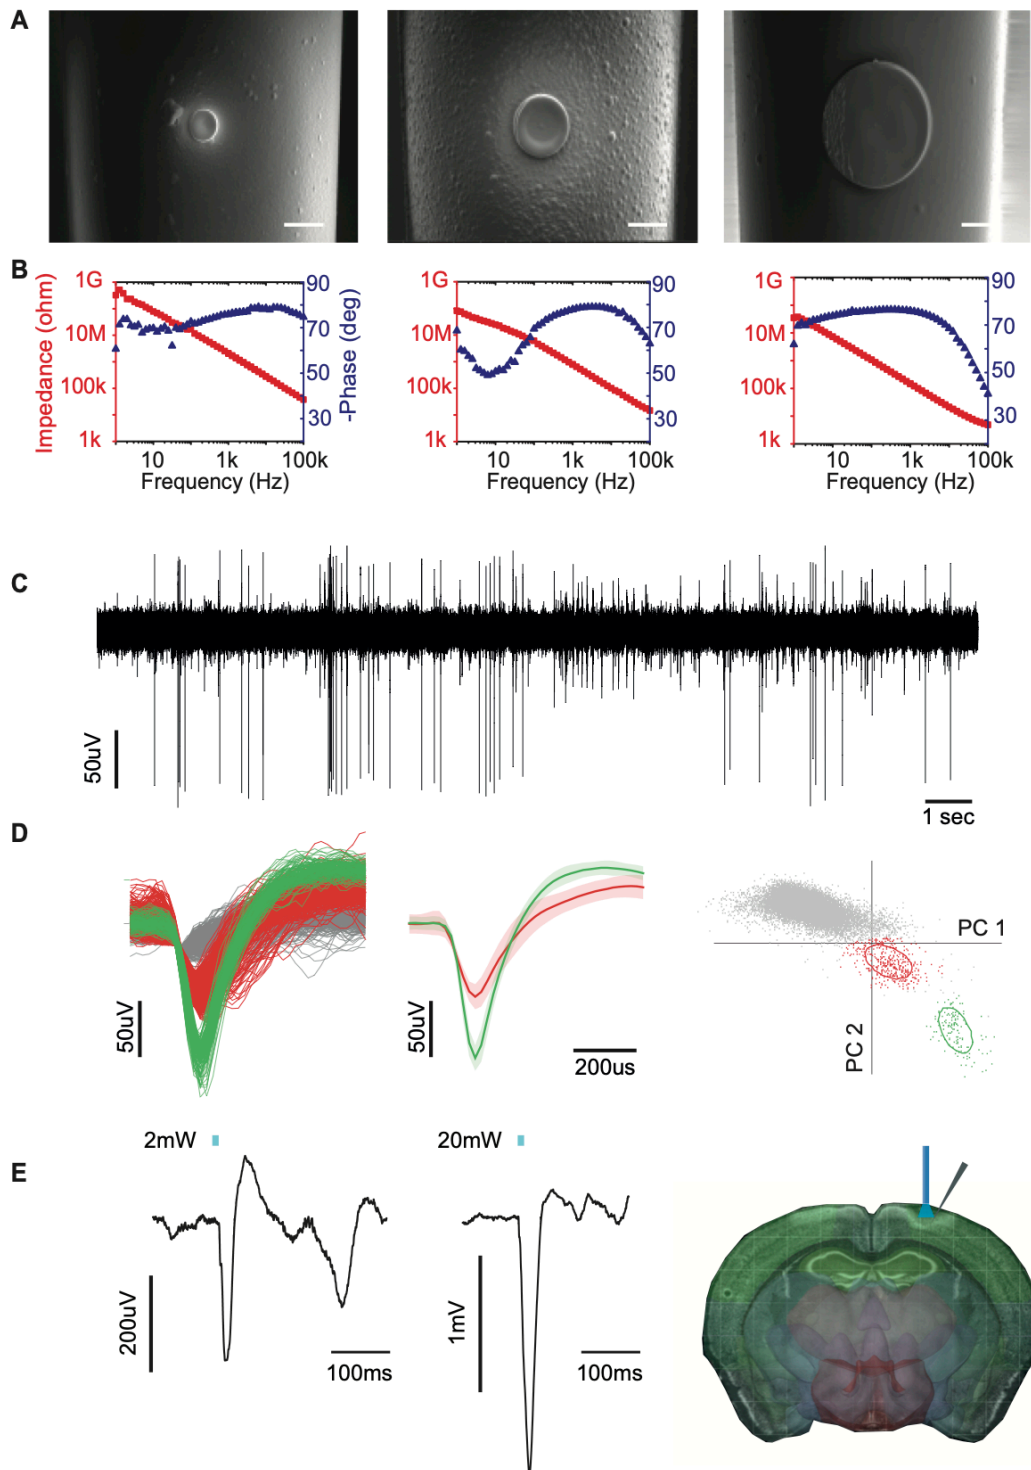 A
B
Impedance (ohm)
1G
10M
100k
1k
90
70
50
30
-Phase (deg)
10 1k 100k
Frequency (Hz)
1G
10M
100k
1k
90
70
50
30
10 1k 100k
Frequency (Hz)
1G
10M
100k
1k
90
70
50
30
10 1k 100k
Frequency (Hz)
C
50uV
1 sec
D
50uV
50uV
200us
PC 1
PC 2
E
2mW
200uV
100ms
20mW
1mV
100ms